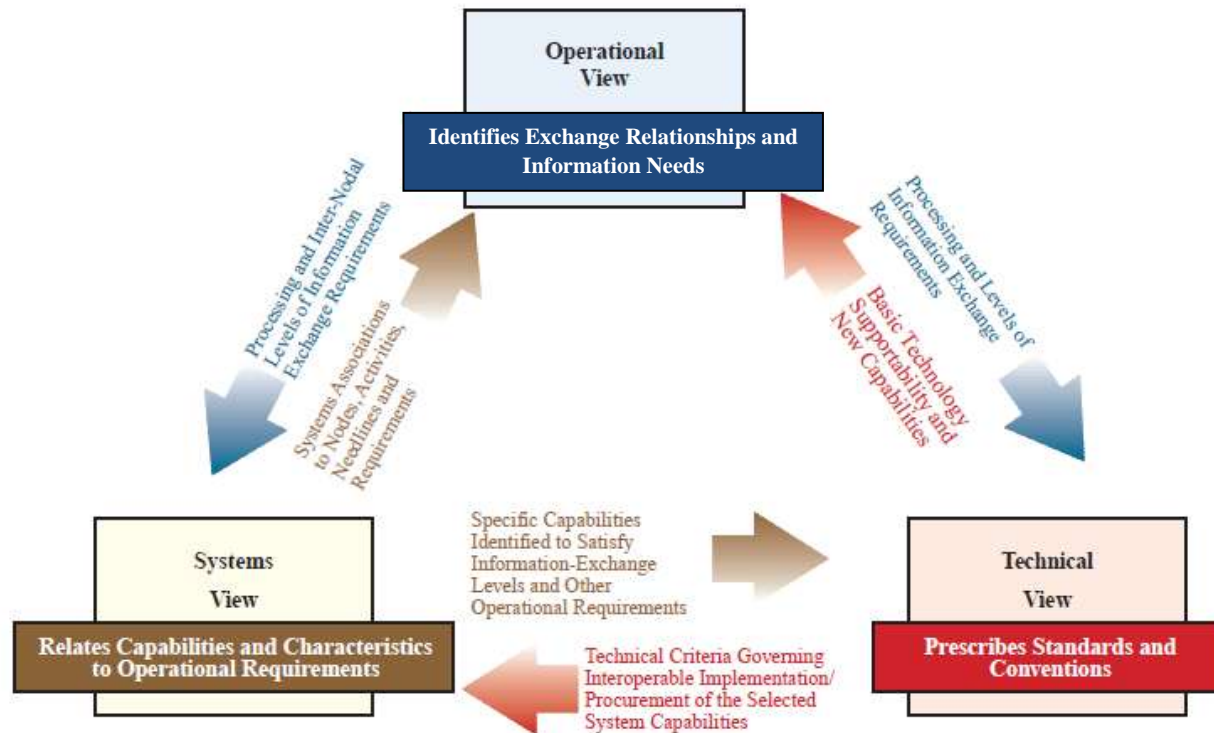 Operational
View
Identifies Exchange Relationships and
Information Needs
Processing and Inter-Nodal
Levels of Information
Exchange Requirements
Systems Associations
to Nodes, Activities,
Needlines and
Requirements
Processing and Levels of
Information Exchange
Requirements
Basic Technology
Supportability and
New Capabilities
Systems
View
Relates Capabilities and Characteristics
to Operational Requirements
Specific Capabilities
Identified to Satisfy
Information-Exchange
Levels and Other
Operational Requirements
Technical Criteria Governing
Interoperable Implementation/
Procurement of the Selected
System Capabilities
Technical
View
Prescribes Standards and
Conventions